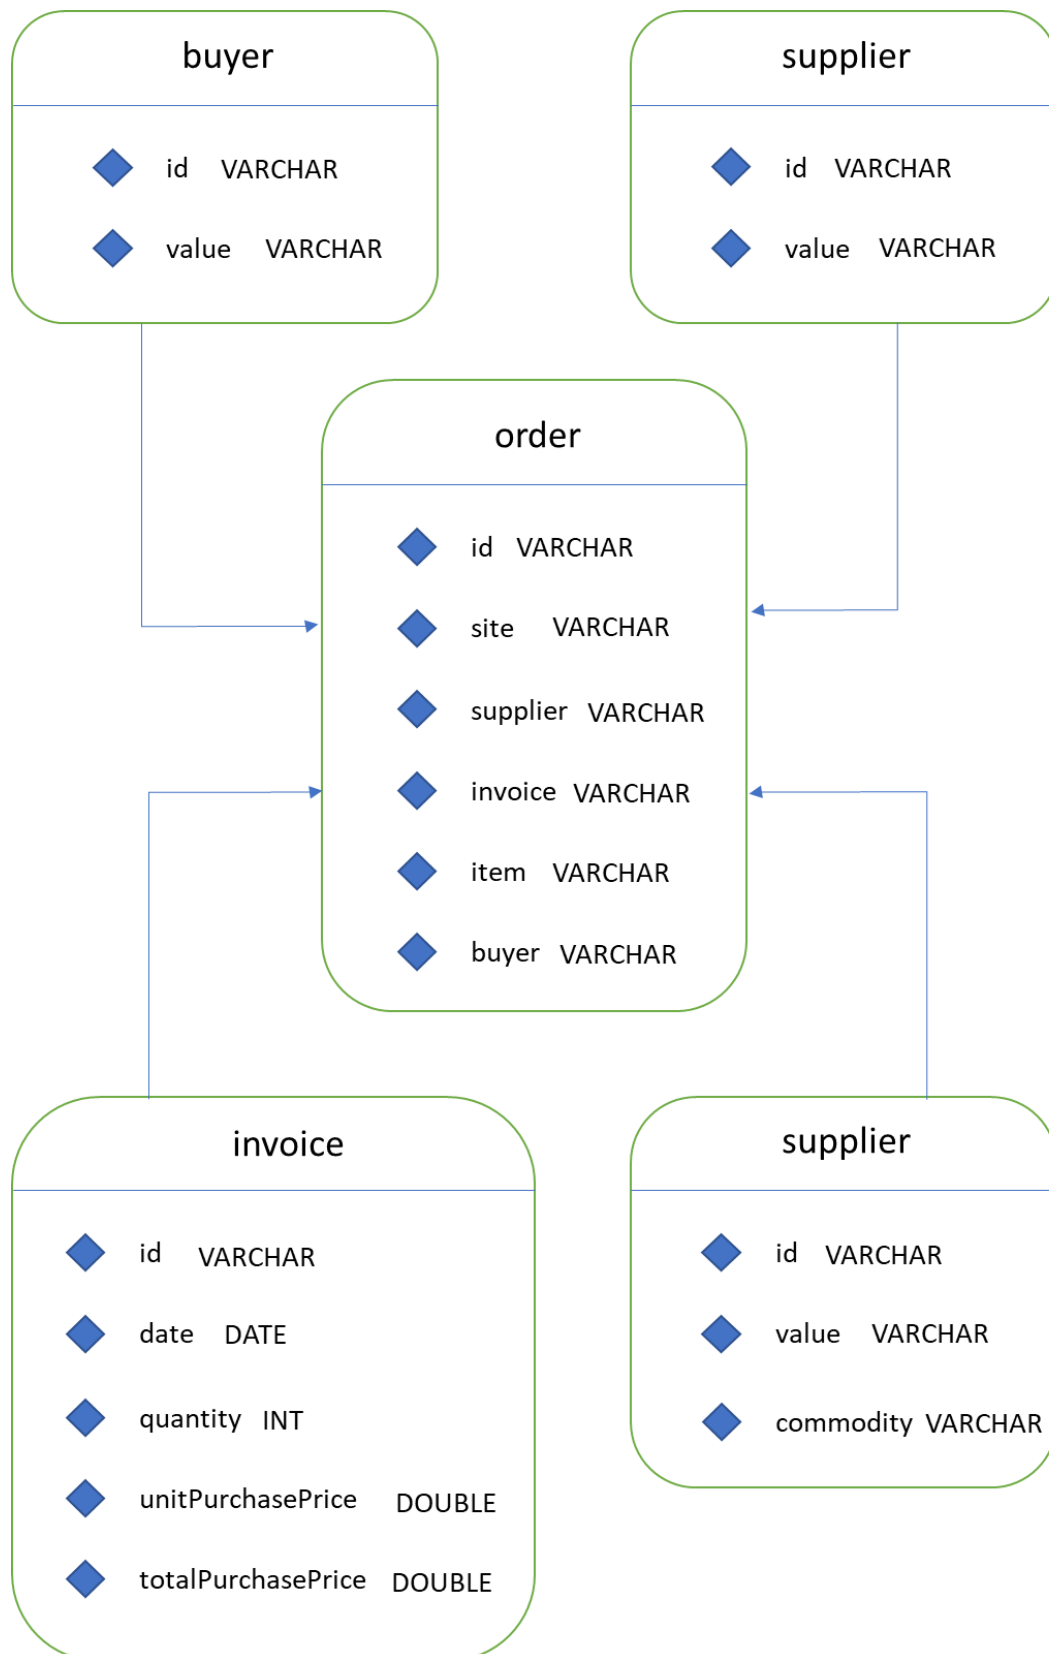 buyer
id VARCHAR
value VARCHAR
supplier
id VARCHAR
value VARCHAR
order
id VARCHAR
site VARCHAR
supplier VARCHAR
invoice VARCHAR
item VARCHAR
buyer VARCHAR
invoice
id VARCHAR
date DATE
quantity INT
unitPurchasePrice DOUBLE
totalPurchasePrice DOUBLE
supplier
id VARCHAR
value VARCHAR
commodity VARCHAR